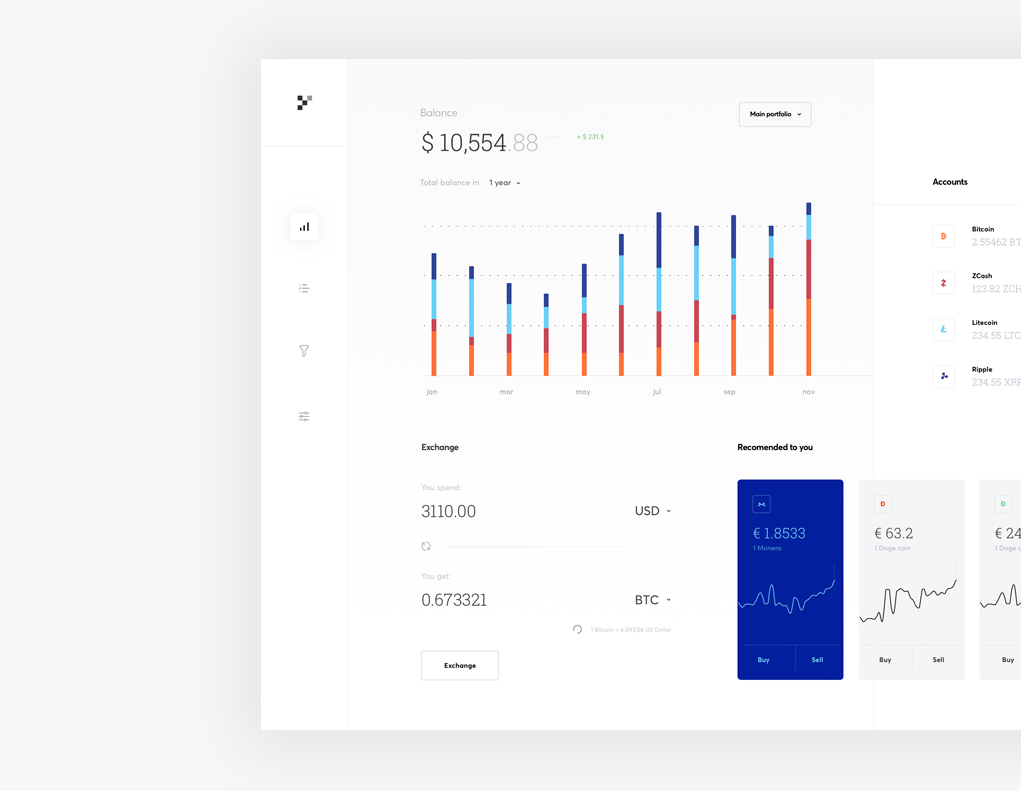 Balance
$ 10,554.88
+ $ 231.5
Main portfolio
Total balance in 1 year
jan mar may jul sep nov
Accounts
Bitcoin
2.55462 BT
ZCash
123.82 ZCH
Litecoin
234.55 LTC
Ripple
234.55 XRF
Exchange
You spend:
3110.00 USD
You get:
0.673321 BTC
1 Bitcoin = 6,893.06 US Dollar
Exchange
Recomended to you
€ 1.8533
1 Monero
Buy Sell
D
€ 63.2
1 Doge coin
Buy Sell
D
€ 24
1 Doge c
Buy